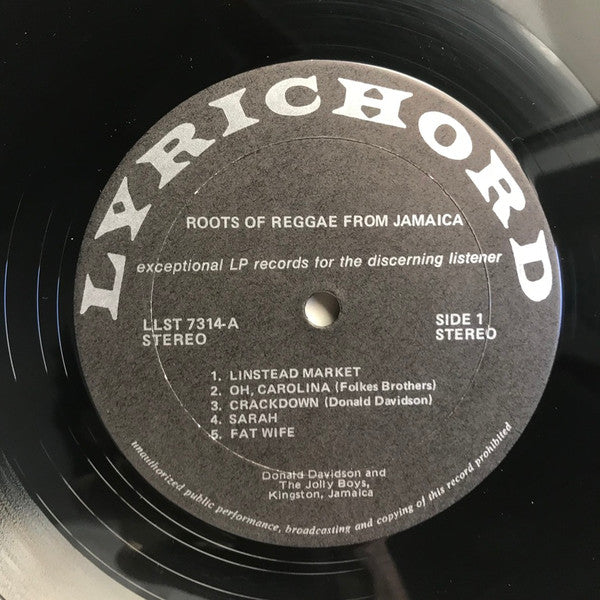 LYRICHORD
ROOTS OF REGGAE FROM JAMAICA
exceptional LP records for the discerning listener
LLST 7314-A
STEREO
SIDE 1
STEREO
1. LINSTEAD MARKET
2. OH, CAROLINA (Folkes Brothers)
3. CRACKDOWN (Donald Davidson)
4. SARAH
5. FAT WIFE
Donald Davidson and
The Jolly Boys,
Kingston, Jamaica
unauthorized public performance, broadcasting and copying of this record prohibited